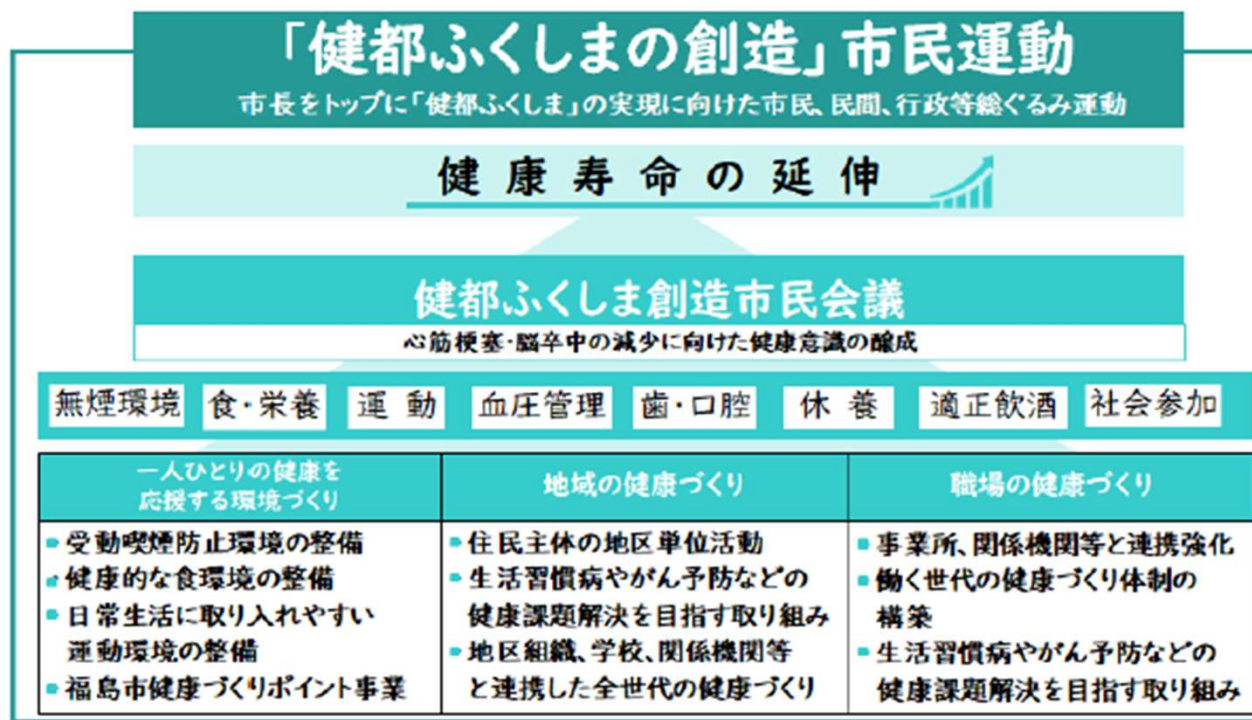 「健都ふくしまの創造」市民運動
市長をトップに「健都ふくしま」の実現に向けた市民、民間、行政等総ぐるみ運動
健康寿命の延伸
健都ふくしま創造市民会議
心筋梗塞・脳卒中の減少に向けた健康意識の醸成
無煙環境 食・栄養 運動 血圧管理 歯・口腔 休養 適正飲酒 社会参加
一人ひとりの健康を
応援する環境づくり
受動喫煙防止環境の整備
健康的な食環境の整備
日常生活に取り入れやすい
運動環境の整備
福島市健康づくりポイント事業
地域の健康づくり
住民主体の地区単位活動
生活習慣病やがん予防などの
健康課題解決を目指す取り組み
地区組織、学校、関係機関等
と連携した全世代の健康づくり
職場の健康づくり
事業所、関係機関等と連携強化
働く世代の健康づくり体制の
構築
生活習慣病やがん予防などの
健康課題解決を目指す取り組み